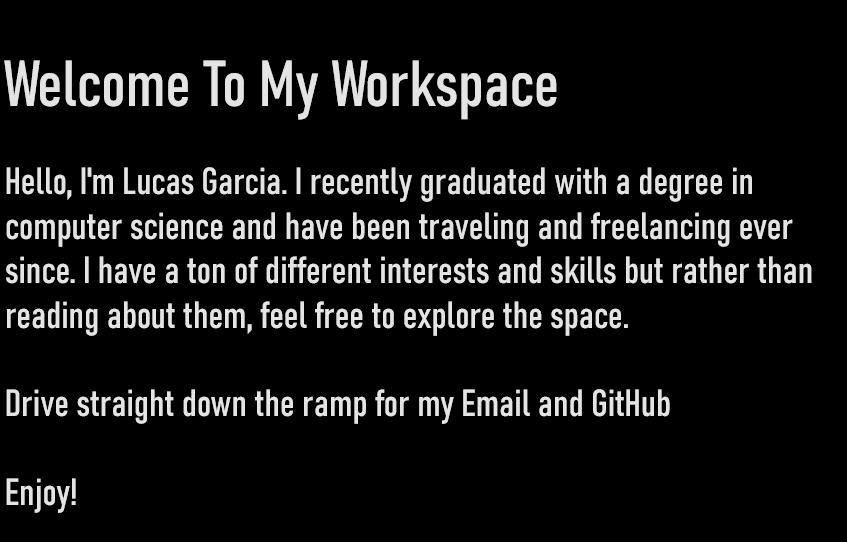 Welcome To My Workspace
Hello, I'm Lucas Garcia. I recently graduated with a degree in
computer science and have been traveling and freelancing ever
since. I have a ton of different interests and skills but rather than
reading about them, feel free to explore the space.
Drive straight down the ramp for my Email and GitHub
Enjoy!